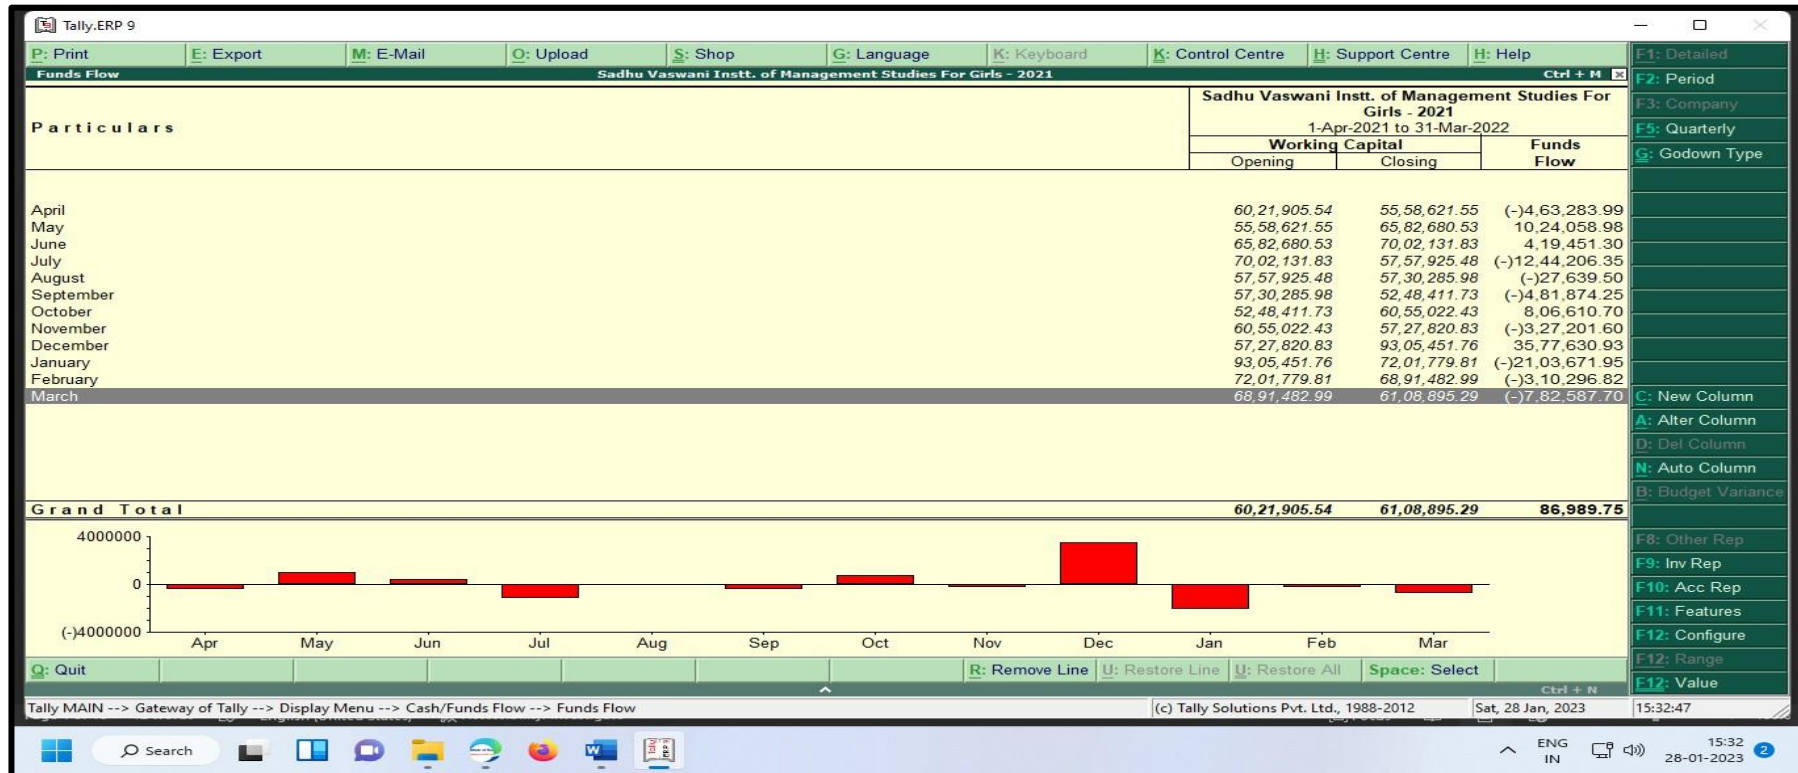 Tally.ERP 9
P: Print E: Export M: E-Mail O: Upload S: Shop G: Language K: Keyboard K: Control Centre H: Support Centre H: Help F1: Detailed
Funds Flow Sadhu Vaswani Instt. of Management Studies For Girls - 2021 Ctrl + M
F2: Period
F3: Company
F5: Quarterly
G: Godown Type
Particulars
Sadhu Vaswani Instt. of Management Studies For
Girls - 2021
1-Apr-2021 to 31-Mar-2022
Working Capital Funds
Opening Closing Flow
April 60,21,905.54 55,58,621.55 (-)4,63,283.99
May 55,58,621.55 65,82,680.53 10,24,058.98
June 65,82,680.53 70,02,131.83 4,19,451.30
July 70,02,131.83 57,57,925.48 (-)12,44,206.35
August 57,57,925.48 57,30,285.98 (-)27,639.50
September 57,30,285.98 52,48,411.73 (-)4,81,874.25
October 52,48,411.73 60,55,022.43 8,06,610.70
November 60,55,022.43 57,27,820.83 (-)3,27,201.60
December 57,27,820.83 93,05,451.76 35,77,630.93
January 93,05,451.76 72,01,779.81 (-)21,03,671.95
February 72,01,779.81 68,91,482.99 (-)3,10,296.82
March 68,91,482.99 61,08,895.29 (-)7,82,587.70
C: New Column
A: Alter Column
D: Del Column
N: Auto Column
B: Budget Variance
Grand Total 60,21,905.54 61,08,895.29 86,989.75
4000000
0
(-)4000000
Apr May Jun Jul Aug Sep Oct Nov Dec Jan Feb Mar
F8: Other Rep
F9: Inv Rep
F10: Acc Rep
F11: Features
F12: Configure
F12: Range
F12: Value
Q: Quit R: Remove Line U: Restore Line U: Restore All Space: Select
Ctrl + N
Tally MAIN --> Gateway of Tally --> Display Menu --> Cash/Funds Flow --> Funds Flow (c) Tally Solutions Pvt. Ltd., 1988-2012 Sat, 28 Jan, 2023 15:32:47
Search
ENG
IN
15:32
28-01-2023
2